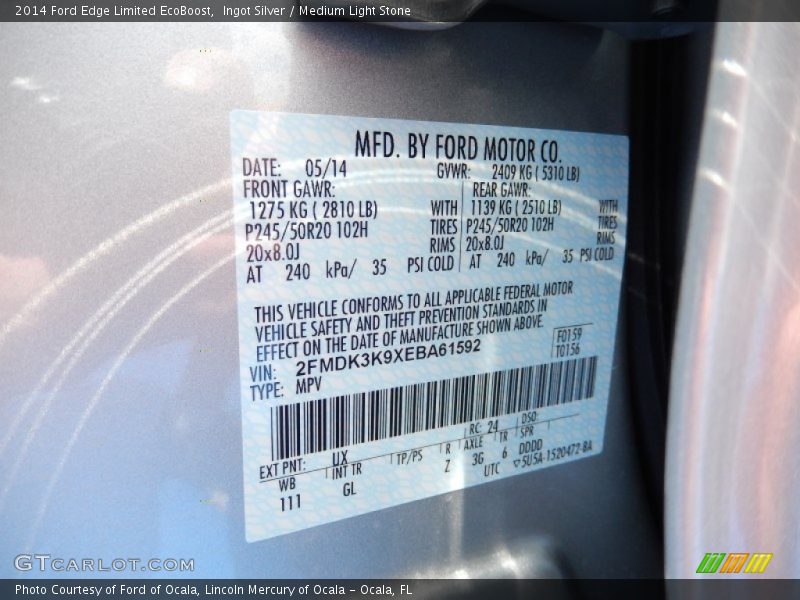 2014 Ford Edge Limited EcoBoost,  Ingot Silver / Medium Light Stone
MFD. BY FORD MOTOR CO.
DATE: 05/14 GVWR: 2409 KG ( 5310 LB)
FRONT GAWR: REAR GAWR:
1275 KG ( 2810 LB) WITH 1139 KG ( 2510 LB) WITH
P245/50R20 102H TIRES P245/50R20 102H TIRES
20x8.0J RIMS 20x8.0J RIMS
AT 240 kPa/ 35 PSI COLD AT 240 kPa/ 35 PSI COLD
THIS VEHICLE CONFORMS TO ALL APPLICABLE FEDERAL MOTOR
VEHICLE SAFETY AND THEFT PREVENTION STANDARDS IN
EFFECT ON THE DATE OF MANUFACTURE SHOWN ABOVE.
VIN: 2FMDK3K9XEBA61592
TYPE: MPV
F0159
T0156
RC: 24 DSO:
EXT PNT: UX
WB INT TR TP/PS R AXLE TR SPR
111 GL Z 3G 6 DDDD
UTC ▽5U5A-1520472-BA
GTCARLOT.COM
Photo Courtesy of Ford of Ocala, Lincoln Mercury of Ocala - Ocala, FL